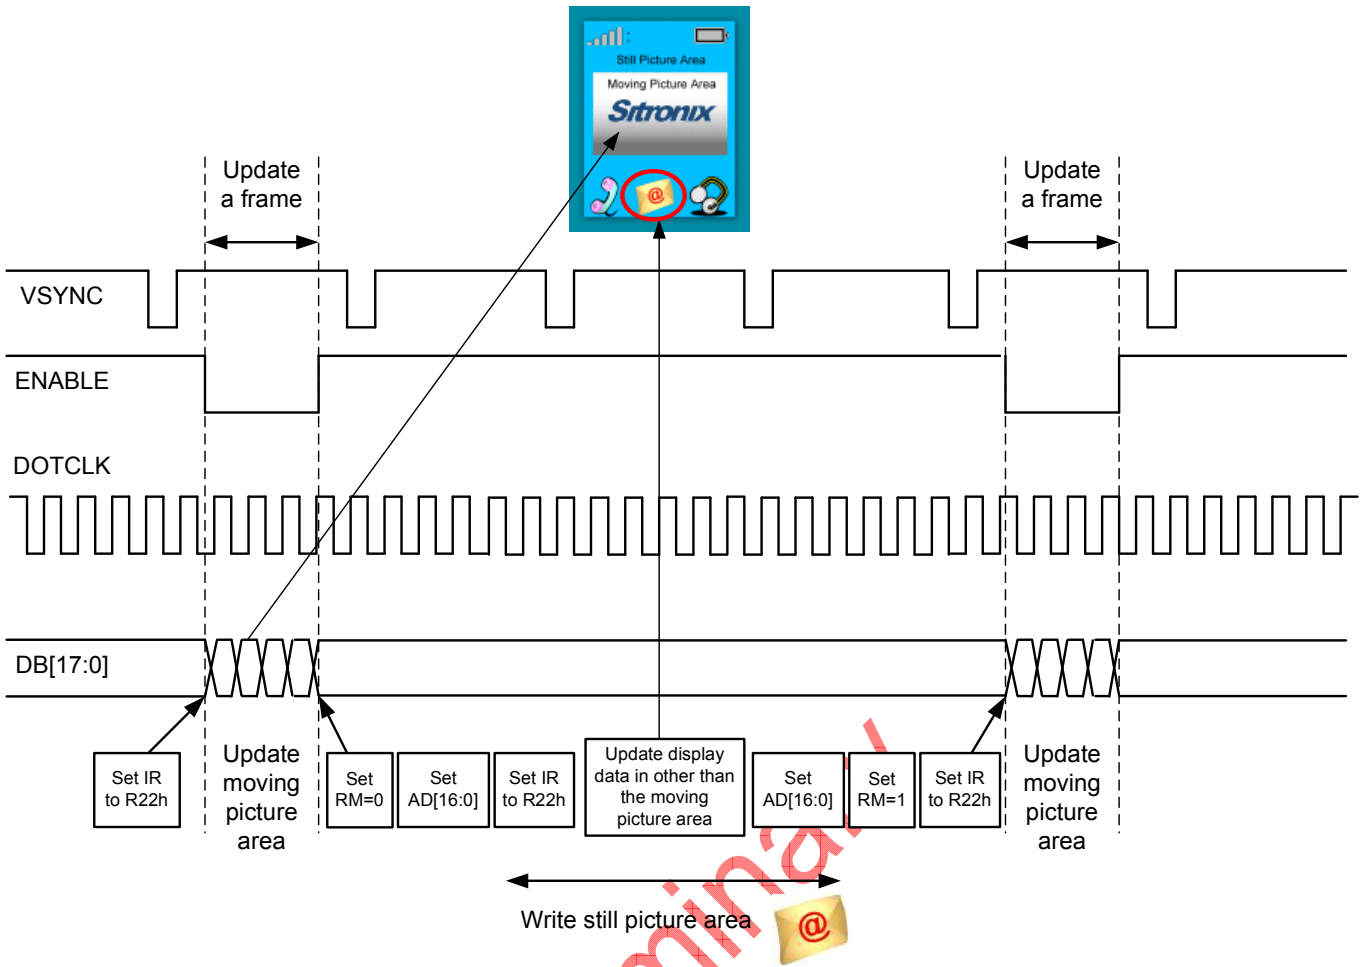 Still Picture Area
Moving Picture Area
Sitronix
@
Update
a frame
Update
a frame
VSYNC
ENABLE
DOTCLK
DB[17:0]
Set IR
to R22h
Update
moving
picture
area
Set
RM=0
Set
AD[16:0]
Set IR
to R22h
Update display
data in other than
the moving
picture area
Set
AD[16:0]
Set
RM=1
Set IR
to R22h
Update
moving
picture
area
Write still picture area
@